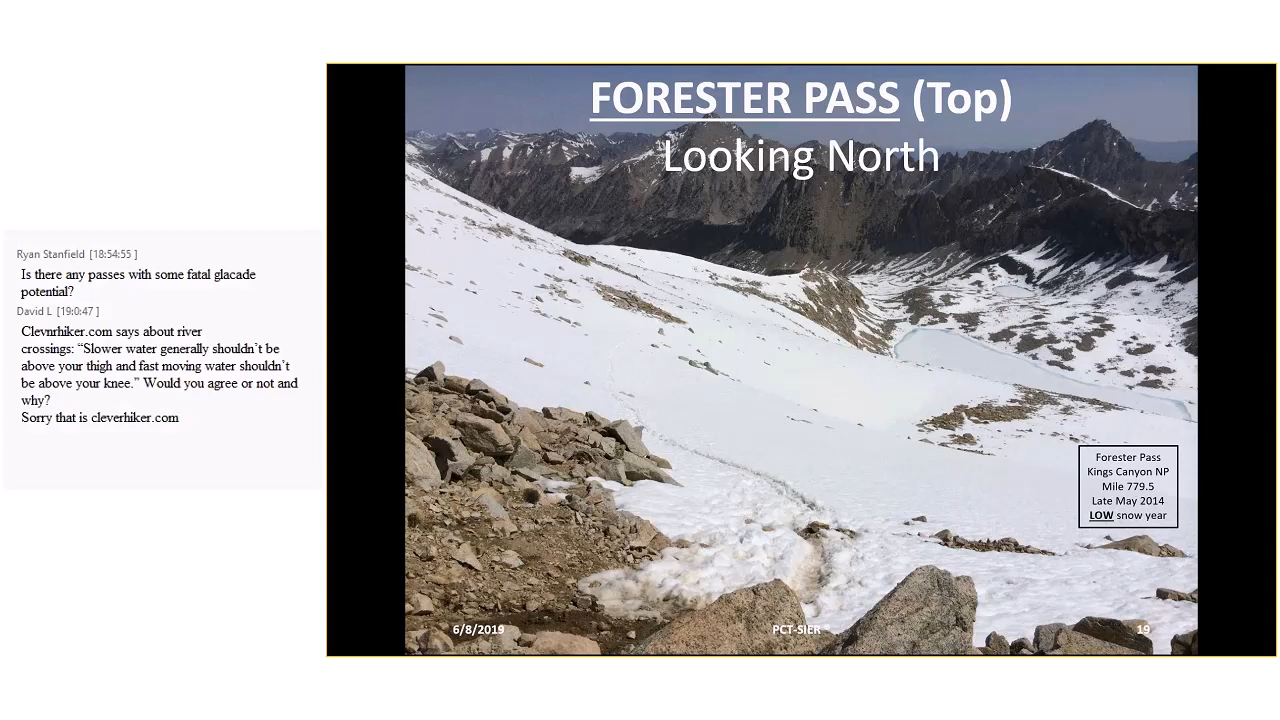 Ryan Stanfield [18:54:55 ]
Is there any passes with some fatal glacade
potential?
David L [19:0:47 ]
Clevnrhiker.com says about river
crossings: “Slower water generally shouldn’t be
above your thigh and fast moving water shouldn’t
be above your knee.” Would you agree or not and
why?
Sorry that is cleverhiker.com
FORESTER PASS (Top)
Looking North
Forester Pass
Kings Canyon NP
Mile 779.5
Late May 2014
LOW snow year
6/8/2019
PCT-SIER
19